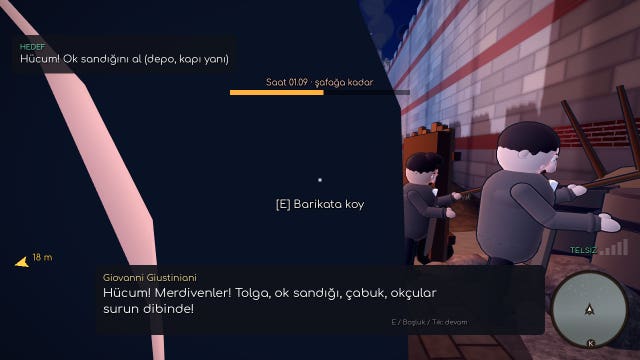 HEDEF
Hücum! Ok sandığını al (depo, kapı yanı)
Saat 01.09 · şafağa kadar
[E] Barikata koy
18 m
TELSİZ
Giovanni Giustiniani
Hücum! Merdivenler! Tolga, ok sandığı, çabuk, okçular
surun dibinde!
E / Boşluk / Tık: devam
K